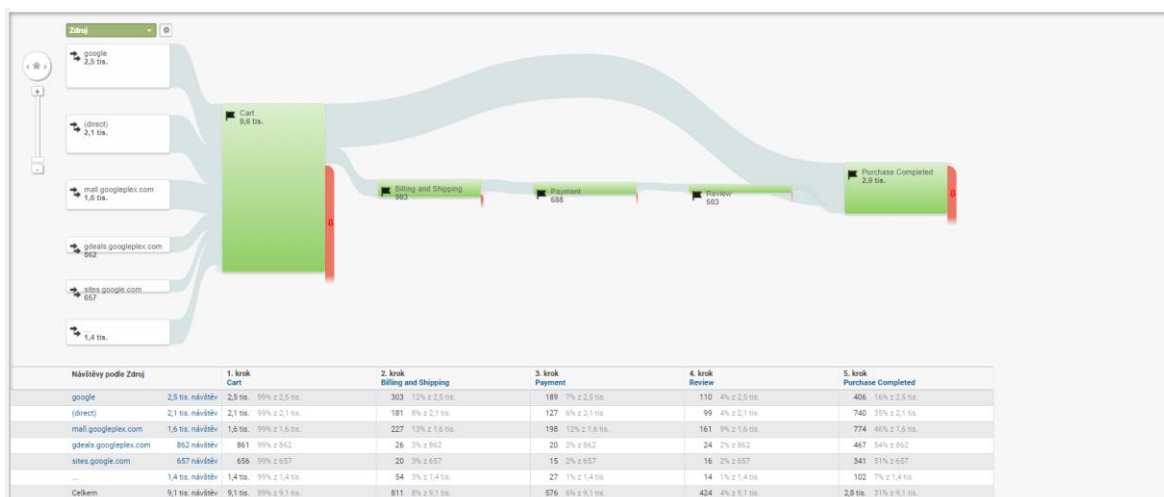 Zdroj
google
2,5 tis.
(direct)
2,1 tis.
mall.googleplex.com
1,6 tis.
gdeals.googleplex.com
862
sites.google.com
657
...
1,4 tis.
Cart
9,6 tis.
Billing and Shipping
983
Payment
688
Review
503
Purchase Completed
2,9 tis.
Návštěvy podle Zdroj 1. krok 2. krok 3. krok 4. krok 5. krok
Cart Billing and Shipping Payment Review Purchase Completed
google 2,5 tis. návštěv 2,5 tis. 99% z 2,5 tis. 303 12% z 2,5 tis. 189 7% z 2,5 tis. 110 4% z 2,5 tis. 406 16% z 2,5 tis.
(direct) 2,1 tis. návštěv 2,1 tis. 99% z 2,1 tis. 181 8% z 2,1 tis. 127 6% z 2,1 tis. 99 4% z 2,1 tis. 740 35% z 2,1 tis.
mall.googleplex.com 1,6 tis. návštěv 1,6 tis. 99% z 1,6 tis. 227 13% z 1,6 tis. 198 12% z 1,6 tis. 161 9% z 1,6 tis. 774 46% z 1,6 tis.
gdeals.googleplex.com 862 návštěv 861 99% z 862 26 3% z 862 20 2% z 862 24 2% z 862 467 54% z 862
sites.google.com 657 návštěv 656 99% z 657 20 3% z 657 15 2% z 657 16 2% z 657 341 51% z 657
... 1,4 tis. návštěv 1,4 tis. 99% z 1,4 tis. 54 3% z 1,4 tis. 27 1% z 1,4 tis. 14 1% z 1,4 tis. 102 7% z 1,4 tis.
Celkem 9,1 tis. návštěv 9,1 tis. 99% z 9,1 tis. 811 8% z 9,1 tis. 576 6% z 9,1 tis. 424 4% z 9,1 tis. 2,8 tis. 31% z 9,1 tis.